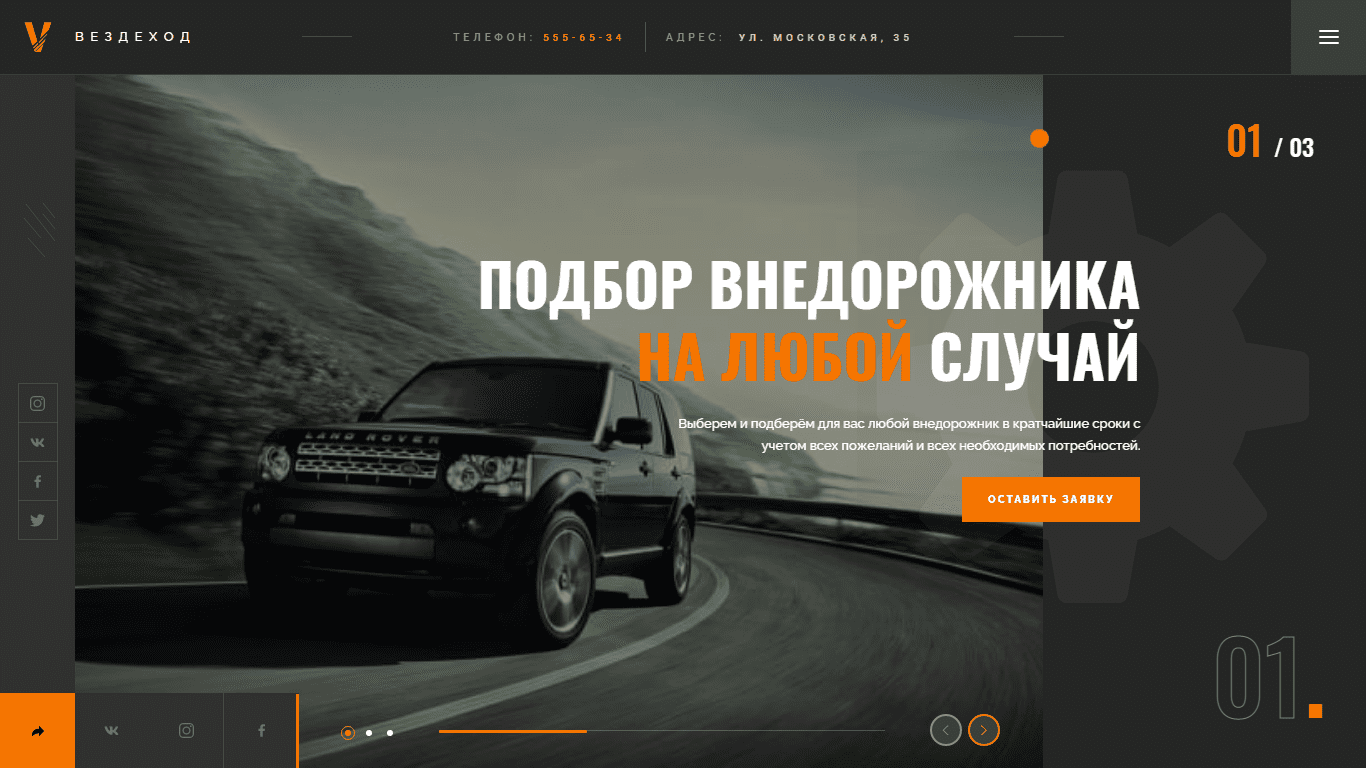 ВЕЗДЕХОД
ТЕЛЕФОН: 555-65-34
АДРЕС: УЛ. МОСКОВСКАЯ, 35
01 / 03
ПОДБОР ВНЕДОРОЖНИКА
НА ЛЮБОЙ СЛУЧАЙ
LAND ROVER
Выберем и подберём для вас любой внедорожник в кратчайшие сроки с
учетом всех пожеланий и всех необходимых потребностей.
ОСТАВИТЬ ЗАЯВКУ
01